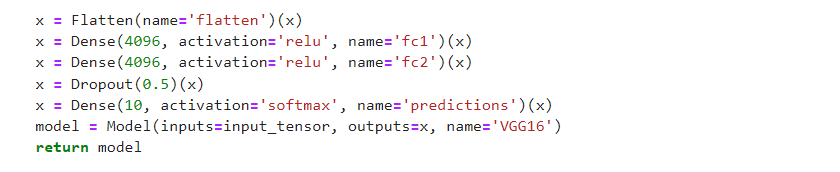 x = Flatten(name='flatten')(x)
x = Dense(4096, activation='relu', name='fc1')(x)
x = Dense(4096, activation='relu', name='fc2')(x)
x = Dropout(0.5)(x)
x = Dense(10, activation='softmax', name='predictions')(x)
model = Model(inputs=input_tensor, outputs=x, name='VGG16')
return model